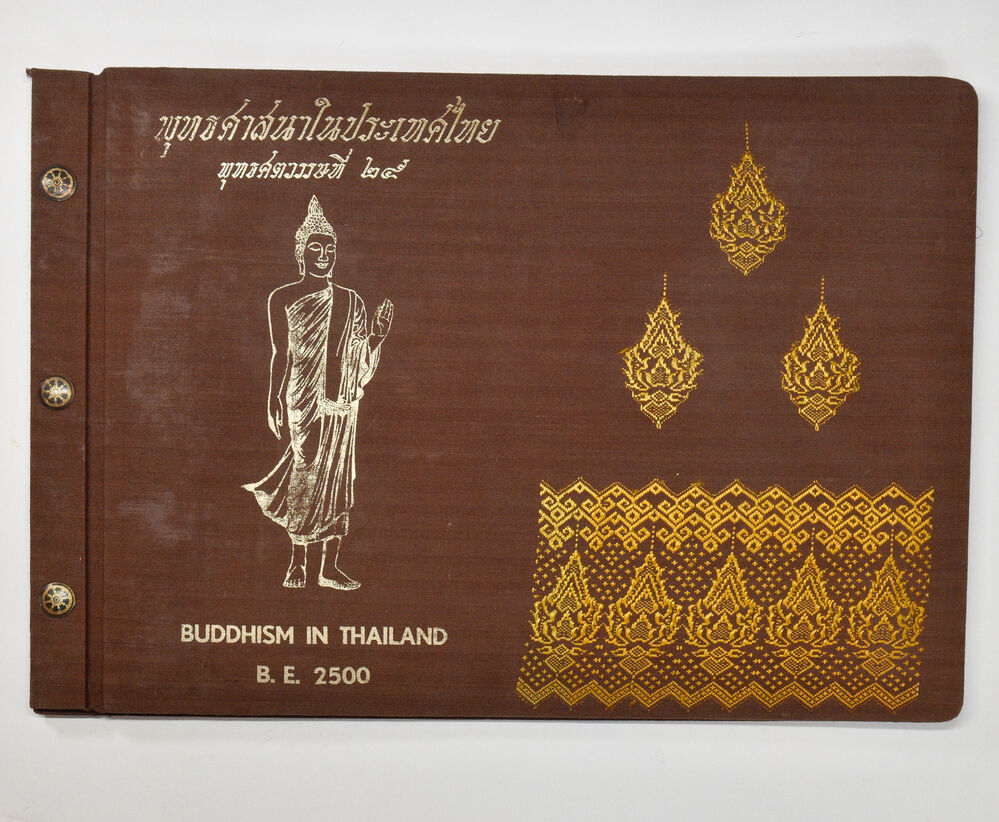 พุทธศาสนาในประเทศไทย
พุทธศตวรรษที่ ๒๕
BUDDHISM IN THAILAND
B. E. 2500